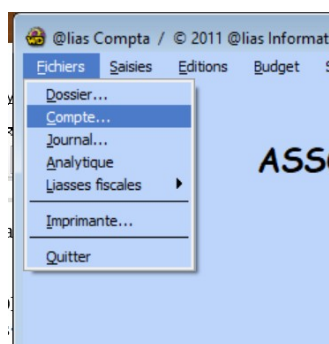 @lias Compta / © 2011 @lias Informat
Fichiers Saisies Editions Budget
Dossier...
Compte...
Journal...
Analytique
Liasses fiscales
Imprimante...
Quitter
ASS